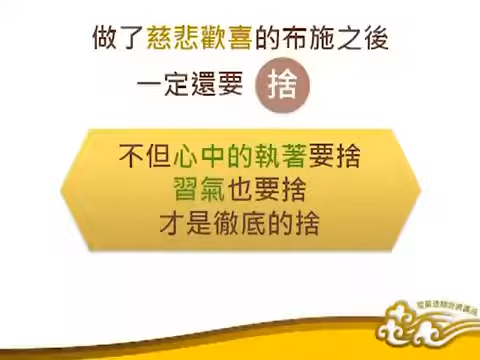 做了慈悲歡喜的布施之後
一定還要 捨
不但心中的執著要捨
習氣也要捨
才是徹底的捨